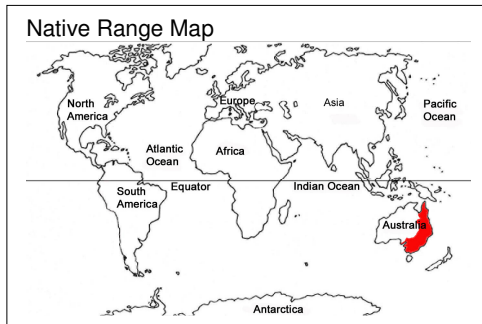 Native Range Map
North
America
Europe
Asia
Pacific
Ocean
Atlantic
Ocean
Africa
South
America
Equator
Indian Ocean
Australia
Antarctica